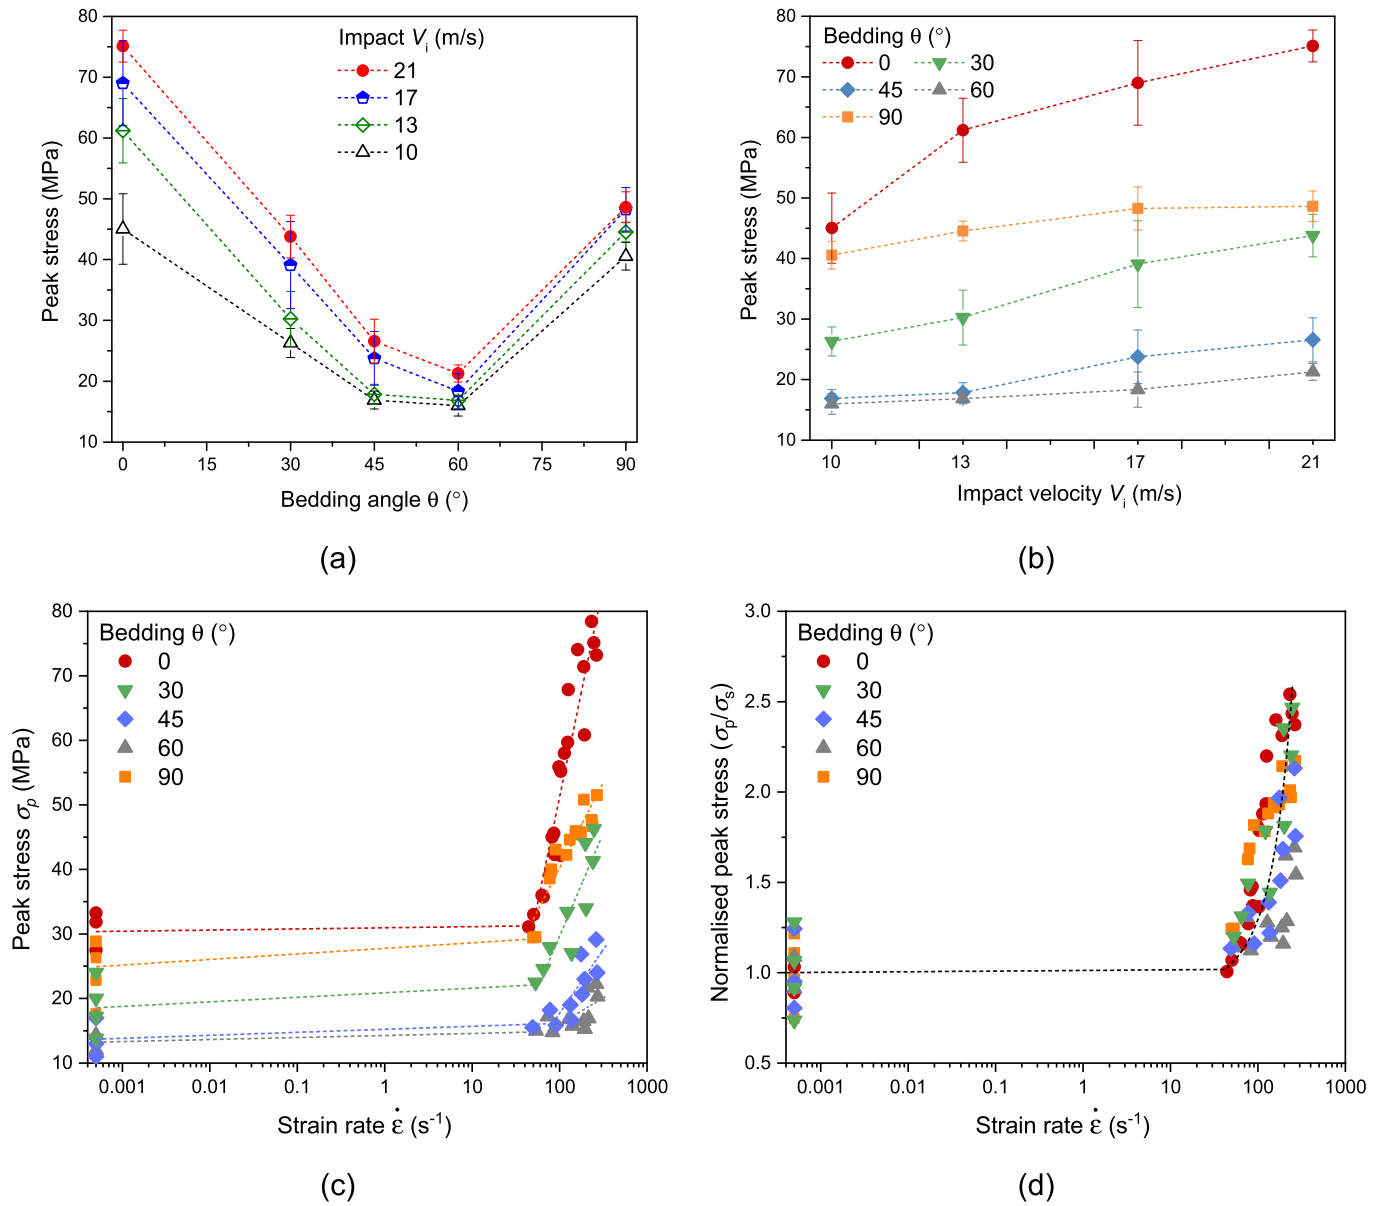 Peak stress (MPa)
80
70
60
50
40
30
20
10
Impact Vi (m/s)
21
17
13
10
0 15 30 45 60 75 90
Bedding angle θ (°)
(a)
Peak stress (MPa)
80
70
60
50
40
30
20
10
Bedding θ (°)
0 30
45 60
90
10 13 17 21
Impact velocity Vi (m/s)
(b)
Peak stress σp (MPa)
80
70
60
50
40
30
20
10
Bedding θ (°)
0
30
45
60
90
0.001 0.01 0.1 1 10 100 1000
Strain rate ε̇ (s-1)
(c)
Normalised peak stress (σp/σs)
3.0
2.5
2.0
1.5
1.0
0.5
Bedding θ (°)
0
30
45
60
90
0.001 0.01 0.1 1 10 100 1000
Strain rate ε̇ (s-1)
(d)